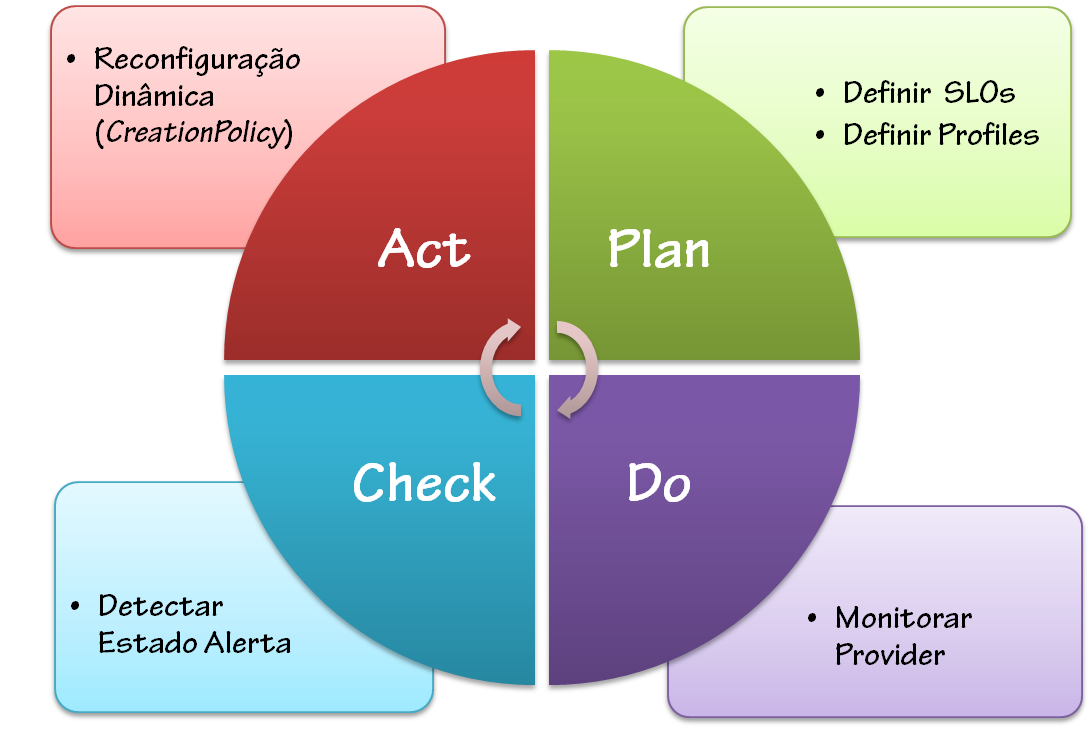 • Reconfiguração
Dinâmica
(CreationPolicy)
• Definir SLOs
• Definir Profiles
Act
Plan
Check
Do
• Detectar
Estado Alerta
• Monitorar
Provider